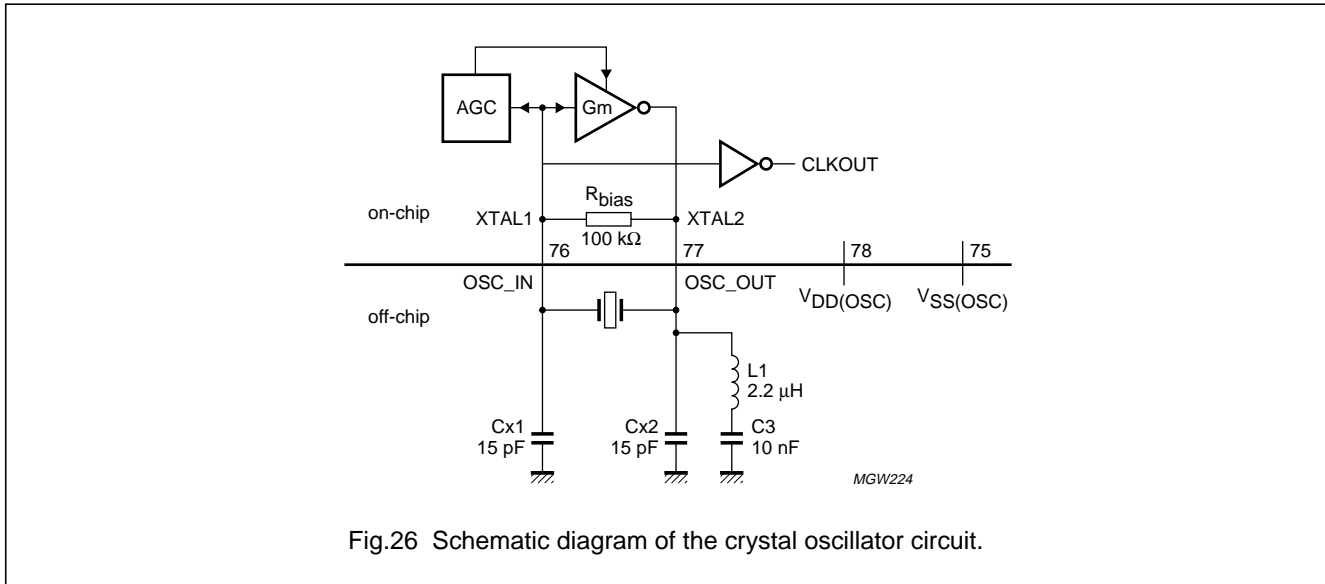 AGC
Gm
CLKOUT
Rbias
on-chip
XTAL1
XTAL2
100 kΩ
76
77
78
75
OSC_IN
OSC_OUT
VDD(OSC)
VSS(OSC)
off-chip
L1
2.2 μH
Cx1
15 pF
Cx2
15 pF
C3
10 nF
MGW224
Fig.26 Schematic diagram of the crystal oscillator circuit.